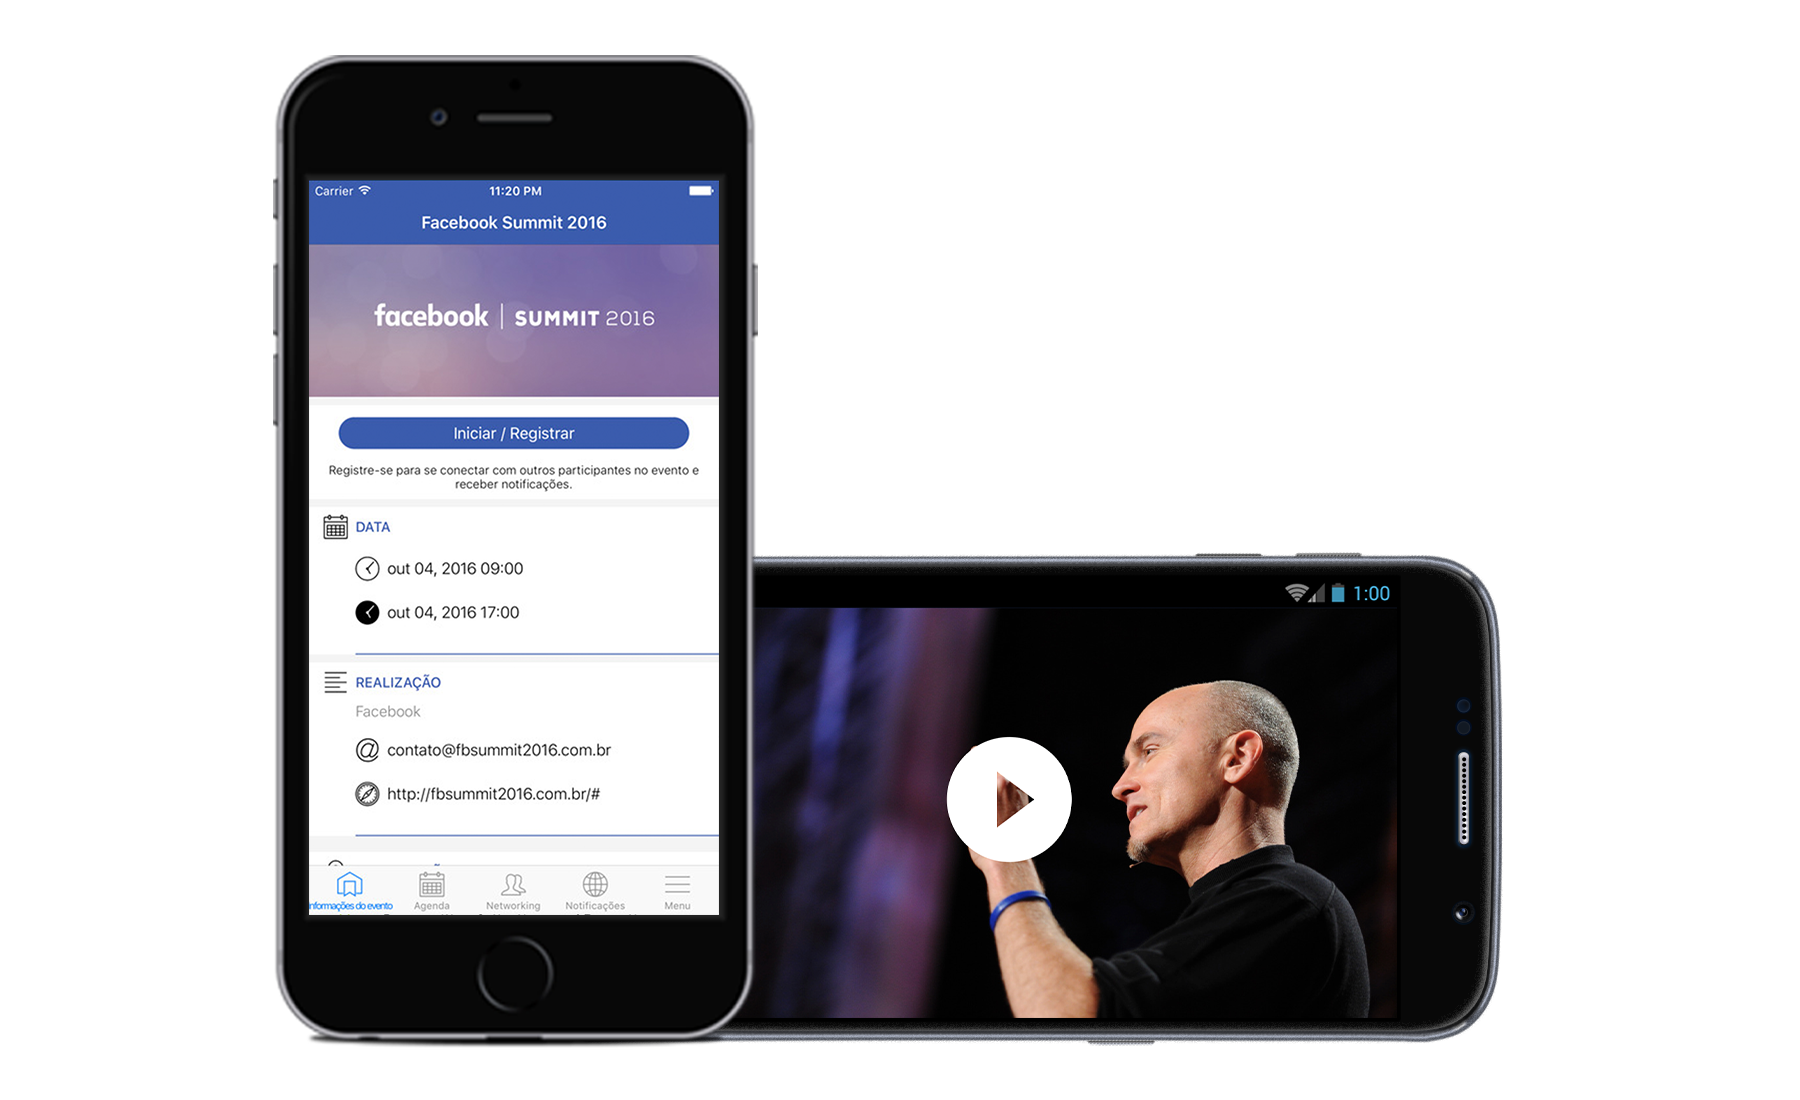 Carrier
11:20 PM
Facebook Summit 2016
facebook | SUMMIT 2016
Iniciar / Registrar
Registre-se para se conectar com outros participantes no evento e
receber notificações.
DATA
out 04, 2016 09:00
out 04, 2016 17:00
REALIZAÇÃO
Facebook
@ contato@fbsummit2016.com.br
http://fbsummit2016.com.br/#
nformações do evento
Agenda
Networking
Notificações
Menu
1:00